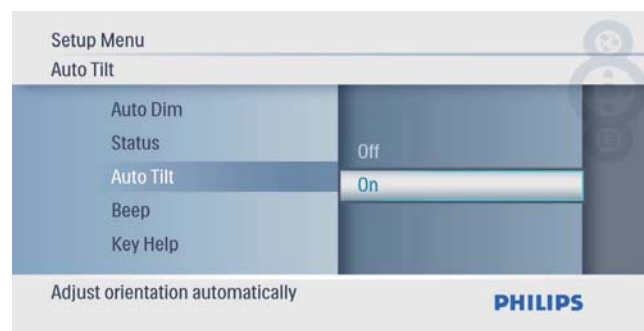 Setup Menu
Auto Tilt
Auto Dim
Status
Auto Tilt
Beep
Key Help
Off
On
Adjust orientation automatically
PHILIPS